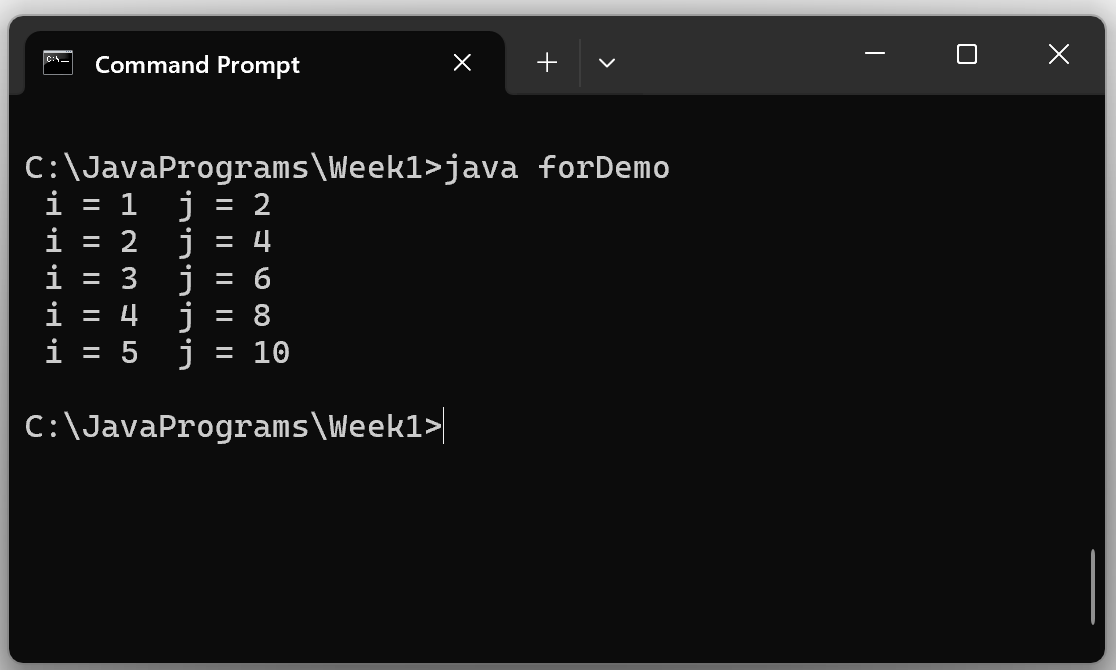 Command Prompt
C:\JavaPrograms\Week1>java forDemo
 i = 1  j = 2
 i = 2  j = 4
 i = 3  j = 6
 i = 4  j = 8
 i = 5  j = 10
C:\JavaPrograms\Week1>